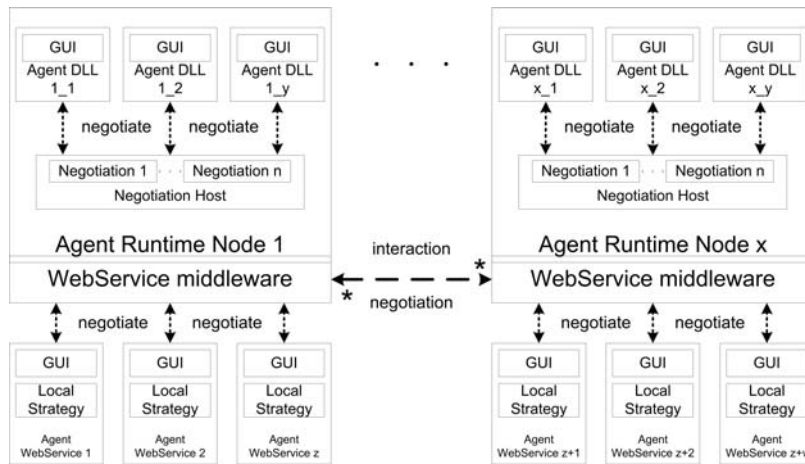 GUI GUI GUI
Agent DLL Agent DLL Agent DLL
1_1 1_2 1_y
negotiate negotiate
Negotiation 1 · · · Negotiation n
Negotiation Host
Agent Runtime Node 1
WebService middleware
negotiate negotiate
GUI GUI GUI
Local Local Local
Strategy Strategy Strategy
Agent Agent Agent
WebService 1 WebService 2 WebService z
. . .
interaction
* *
negotiation
GUI GUI GUI
Agent DLL Agent DLL Agent DLL
x_1 x_2 x_y
negotiate negotiate
Negotiation 1 · · · Negotiation n
Negotiation Host
Agent Runtime Node x
WebService middleware
negotiate negotiate
GUI GUI GUI
Local Local Local
Strategy Strategy Strategy
Agent Agent Agent
WebService z+1 WebService z+2